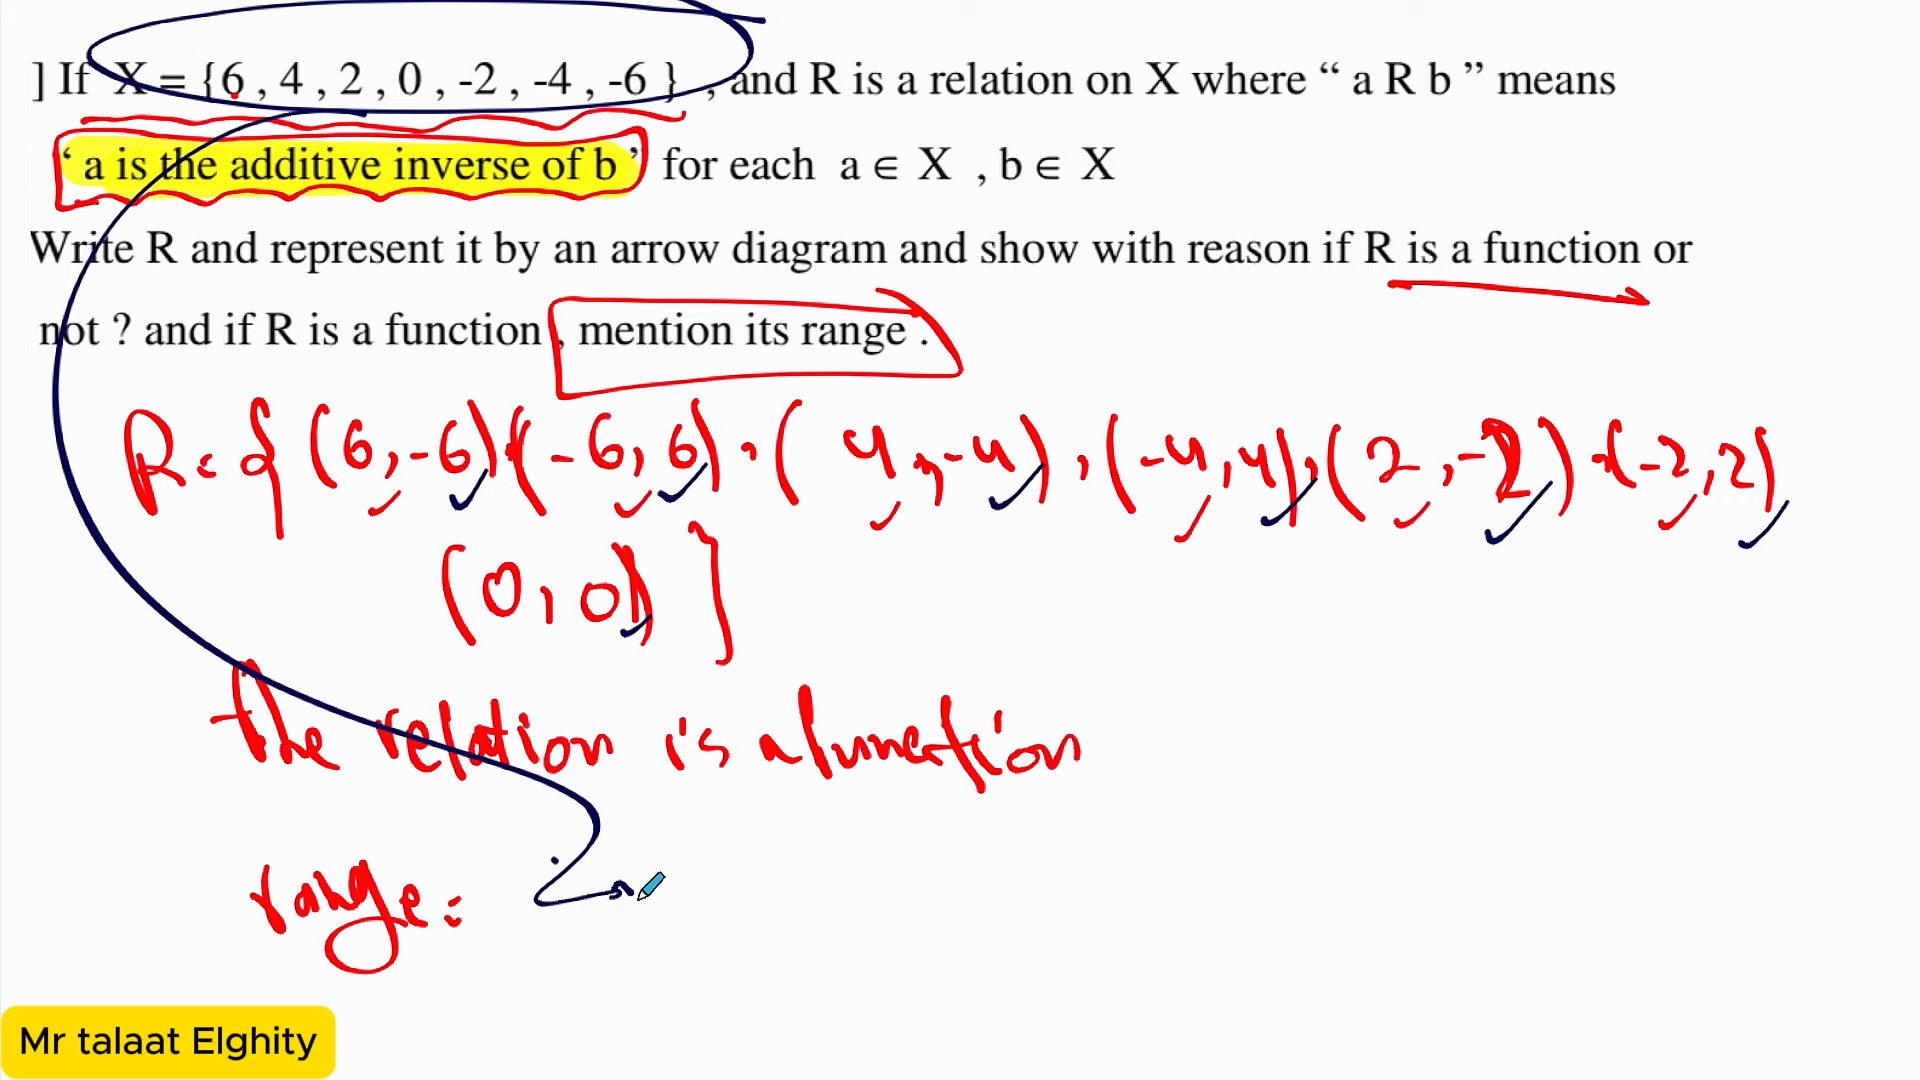 ] If X = {6 , 4 , 2 , 0 , -2 , -4 , -6 } , and R is a relation on X where “ a R b ” means
‘ a is the additive inverse of b ’ for each a ∈ X , b ∈ X
Write R and represent it by an arrow diagram and show with reason if R is a function or
not ? and if R is a function , mention its range .
R = { (6,-6) , (-6,6) , (4,-4) , (-4,4) , (2,-2) , (-2,2)
(0,0) }
the relation is a function
range =
Mr talaat Elghity